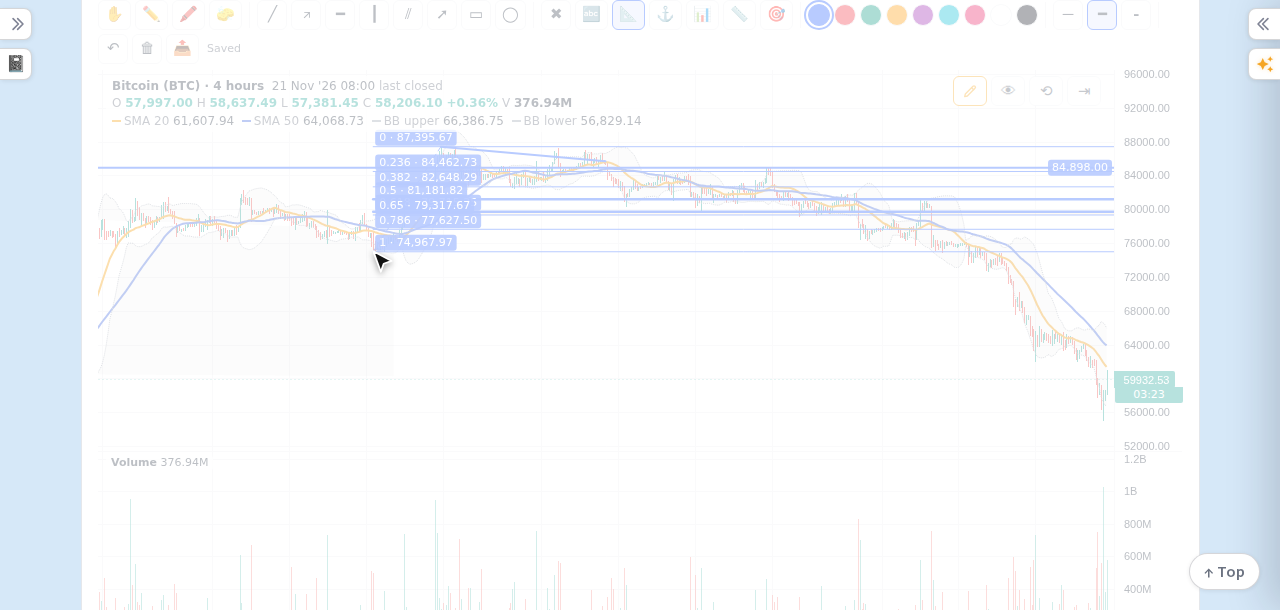 Saved
Bitcoin (BTC) · 4 hours 21 Nov '26 08:00 last closed
O 57,997.00 H 58,637.49 L 57,381.45 C 58,206.10 +0.36% V 376.94M
SMA 20 61,607.94 SMA 50 64,068.73 BB upper 66,386.75 BB lower 56,829.14
0 · 87,395.67
0.236 · 84,462.73
0.382 · 82,648.29
0.5 · 81,181.82
0.65 · 79,317.67
0.786 · 77,627.50
1 · 74,967.97
84,898.00
96000.00
92000.00
88000.00
84000.00
80000.00
76000.00
72000.00
68000.00
64000.00
59932.53
03:23
56000.00
52000.00
Volume 376.94M
1.2B
1B
800M
600M
400M
↑ Top